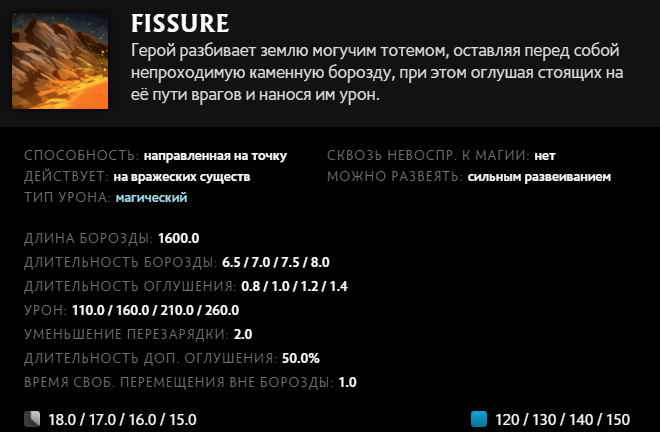 FISSURE
Герой разбивает землю могучим тотемом, оставляя перед собой
непроходимую каменную борозду, при этом оглушая стоящих на
её пути врагов и нанося им урон.
СПОСОБНОСТЬ: направленная на точку
СКВОЗЬ НЕВОСПР. К МАГИИ: нет
ДЕЙСТВУЕТ: на вражеских существ
МОЖНО РАЗВЕЯТЬ: сильным развеиванием
ТИП УРОНА: магический
ДЛИНА БОРОЗДЫ: 1600.0
ДЛИТЕЛЬНОСТЬ БОРОЗДЫ: 6.5 / 7.0 / 7.5 / 8.0
ДЛИТЕЛЬНОСТЬ ОГЛУШЕНИЯ: 0.8 / 1.0 / 1.2 / 1.4
УРОН: 110.0 / 160.0 / 210.0 / 260.0
УМЕНЬШЕНИЕ ПЕРЕЗАРЯДКИ: 2.0
ДЛИТЕЛЬНОСТЬ ДОП. ОГЛУШЕНИЯ: 50.0%
ВРЕМЯ СВОБ. ПЕРЕМЕЩЕНИЯ ВНЕ БОРОЗДЫ: 1.0
18.0 / 17.0 / 16.0 / 15.0
120 / 130 / 140 / 150